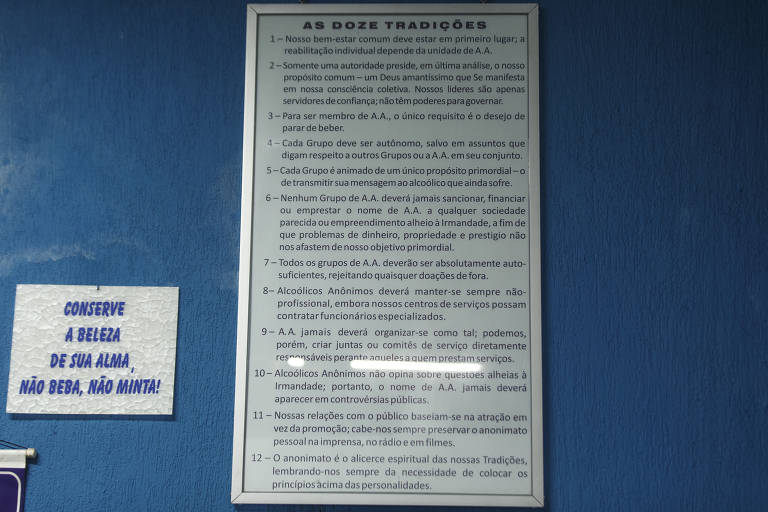 AS DOZE TRADIÇÕES
1 – Nosso bem-estar comum deve estar em primeiro lugar; a
reabilitação individual depende da unidade de A.A.
2 – Somente uma autoridade preside, em última análise, o nosso
propósito comum – um Deus amantíssimo que Se manifesta
em nossa consciência coletiva. Nossos líderes são apenas
servidores de confiança; não têm poderes para governar.
3 – Para ser membro de A.A., o único requisito é o desejo de
parar de beber.
4 – Cada Grupo deve ser autônomo, salvo em assuntos que
digam respeito a outros Grupos ou a A.A. em seu conjunto.
5 – Cada Grupo é animado de um único propósito primordial – o
de transmitir sua mensagem ao alcoólico que ainda sofre.
6 – Nenhum Grupo de A.A. deverá jamais sancionar, financiar
ou emprestar o nome de A.A. a qualquer sociedade
parecida ou empreendimento alheio à Irmandade, a fim de
que problemas de dinheiro, propriedade e prestigio não
nos afastem de nosso objetivo primordial.
7 – Todos os grupos de A.A. deverão ser absolutamente auto-
suficientes, rejeitando quaisquer doações de fora.
8– Alcoólicos Anônimos deverá manter-se sempre não-
profissional, embora nossos centros de serviços possam
contratar funcionários especializados.
9 – A.A. jamais deverá organizar-se como tal; podemos,
porém, criar juntas ou comitês de serviço diretamente
responsáveis perante aqueles a quem prestam serviços.
10 – Alcoólicos Anônimos não opina sobre questões alheias à
Irmandade; portanto, o nome de A.A. jamais deverá
aparecer em controvérsias públicas.
11 – Nossas relações com o público baseiam-se na atração em
vez da promoção; cabe-nos sempre preservar o anonimato
pessoal na imprensa, no rádio e em filmes.
12 – O anonimato é o alicerce espiritual das nossas Tradições,
lembrando-nos sempre da necessidade de colocar os
princípios acima das personalidades.
CONSERVE
A BELEZA
DE SUA ALMA,
NÃO BEBA, NÃO MINTA!